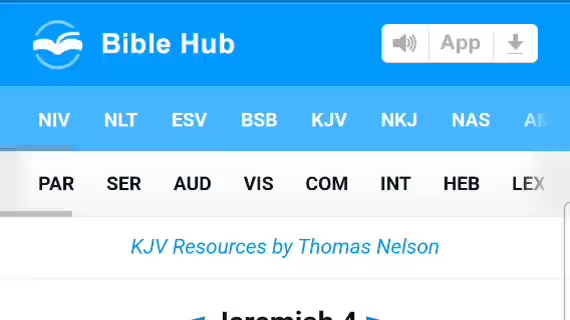 Bible Hub App
NIV NLT ESV BSB KJV NKJ NAS
PAR SER AUD VIS COM INT HEB LEX
KJV Resources by Thomas Nelson
Jeremiah 4